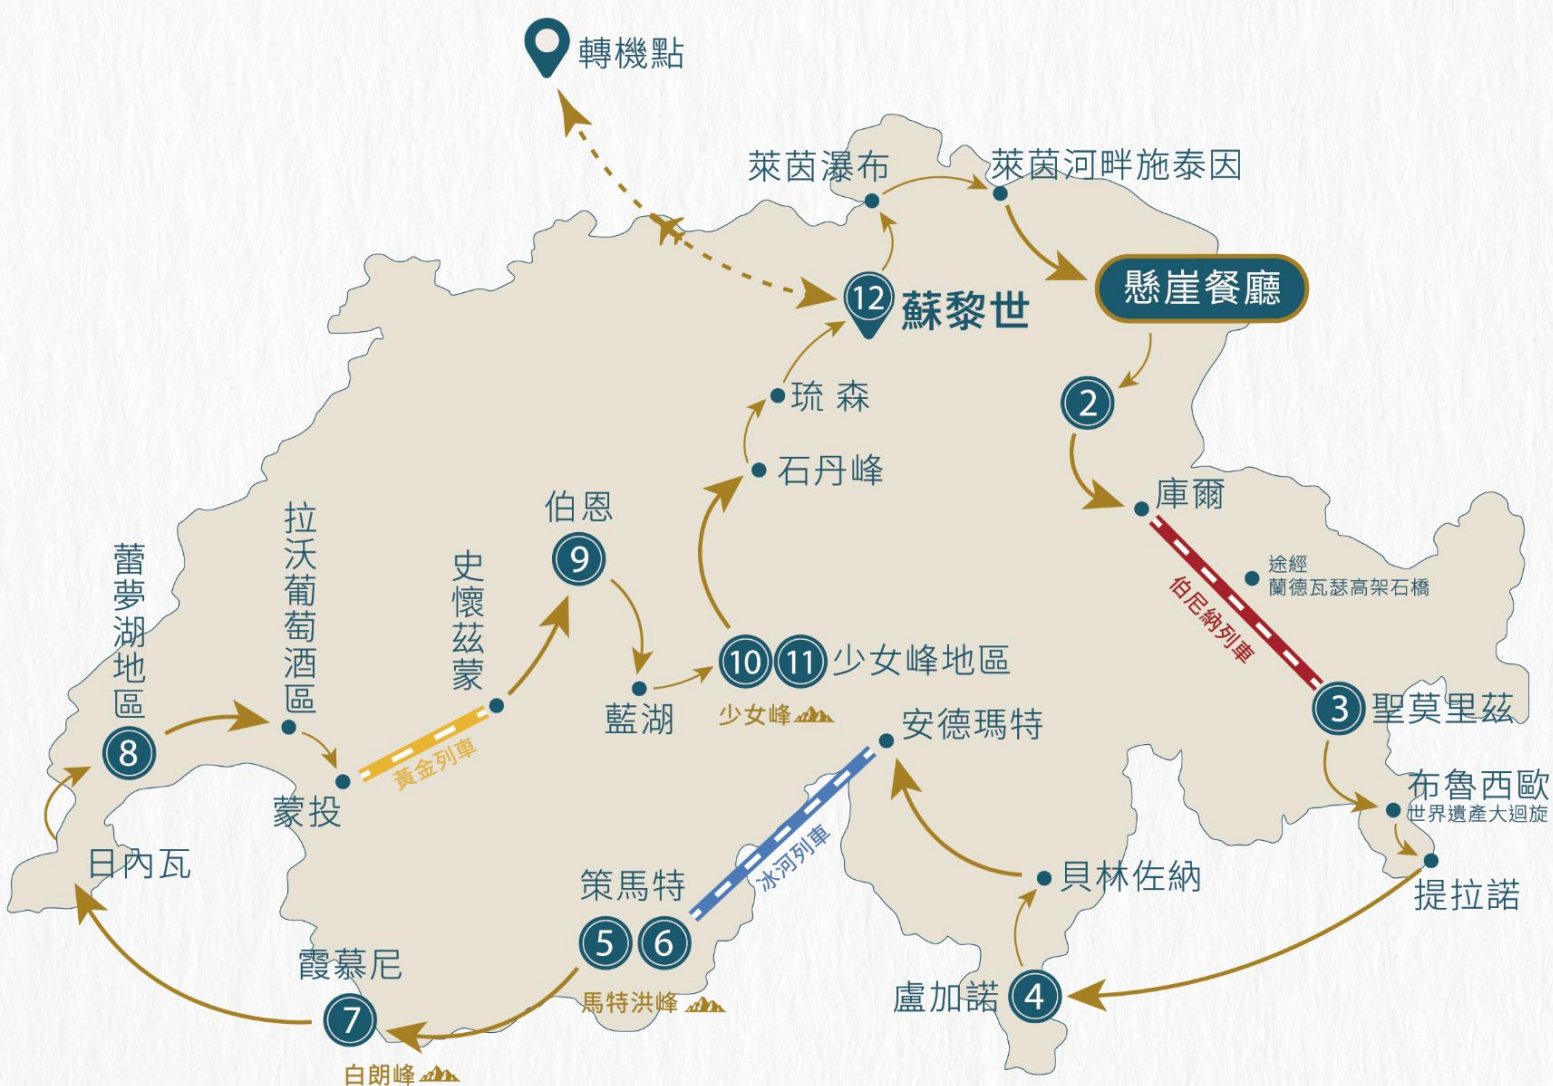 轉機點
萊茵瀑布
萊茵河畔施泰因
懸崖餐廳
12
蘇黎世
2
琉森
石丹峰
庫爾
途經
蘭德瓦瑟高架石橋
伯尼納列車
3
聖莫里茲
布魯西歐
世界遺產大迴旋
提拉諾
4
盧加諾
貝林佐納
安德瑪特
冰河列車
策馬特
5
6
馬特洪峰
霞慕尼
7
白朗峰
日內瓦
蕾夢湖地區
8
拉沃葡萄酒區
蒙投
黃金列車
史懷茲蒙
伯恩
9
藍湖
10
11
少女峰地區
少女峰